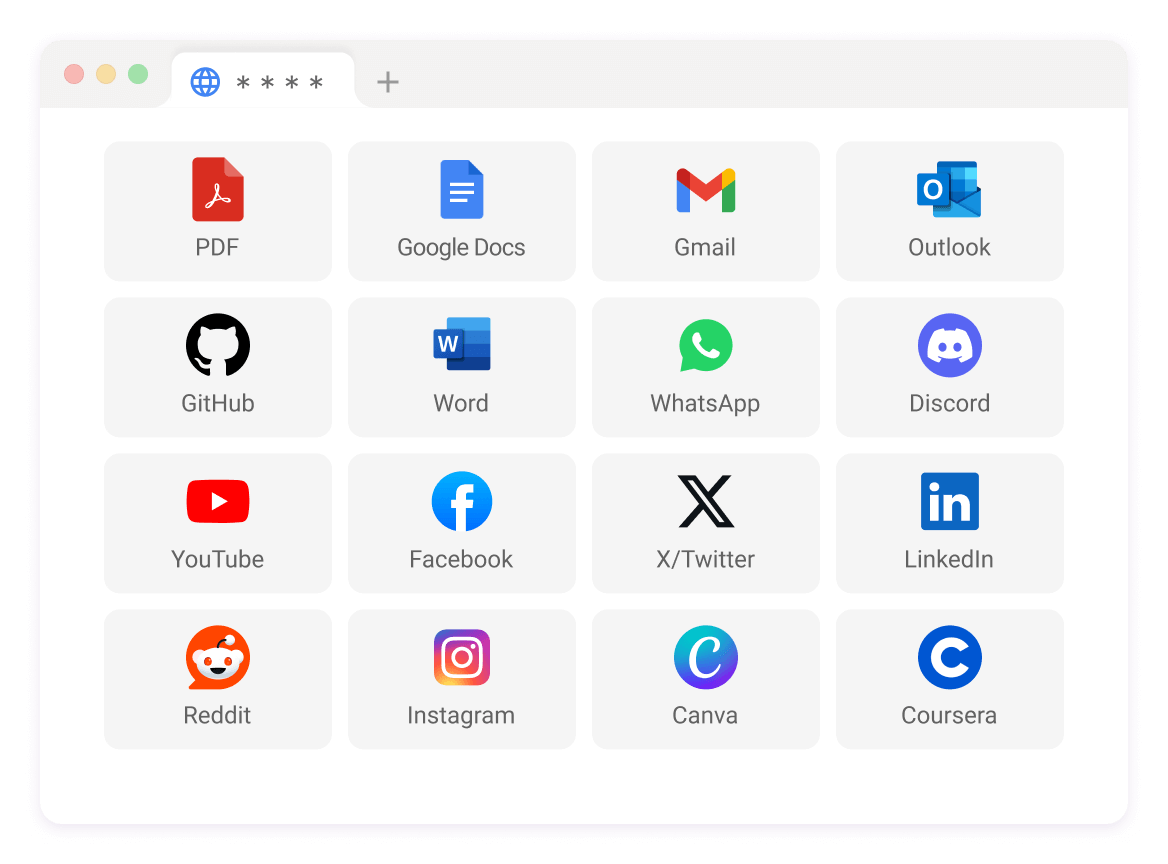 * * * *
PDF
Google Docs
Gmail
Outlook
GitHub
Word
WhatsApp
Discord
YouTube
Facebook
X/Twitter
LinkedIn
Reddit
Instagram
Canva
Coursera